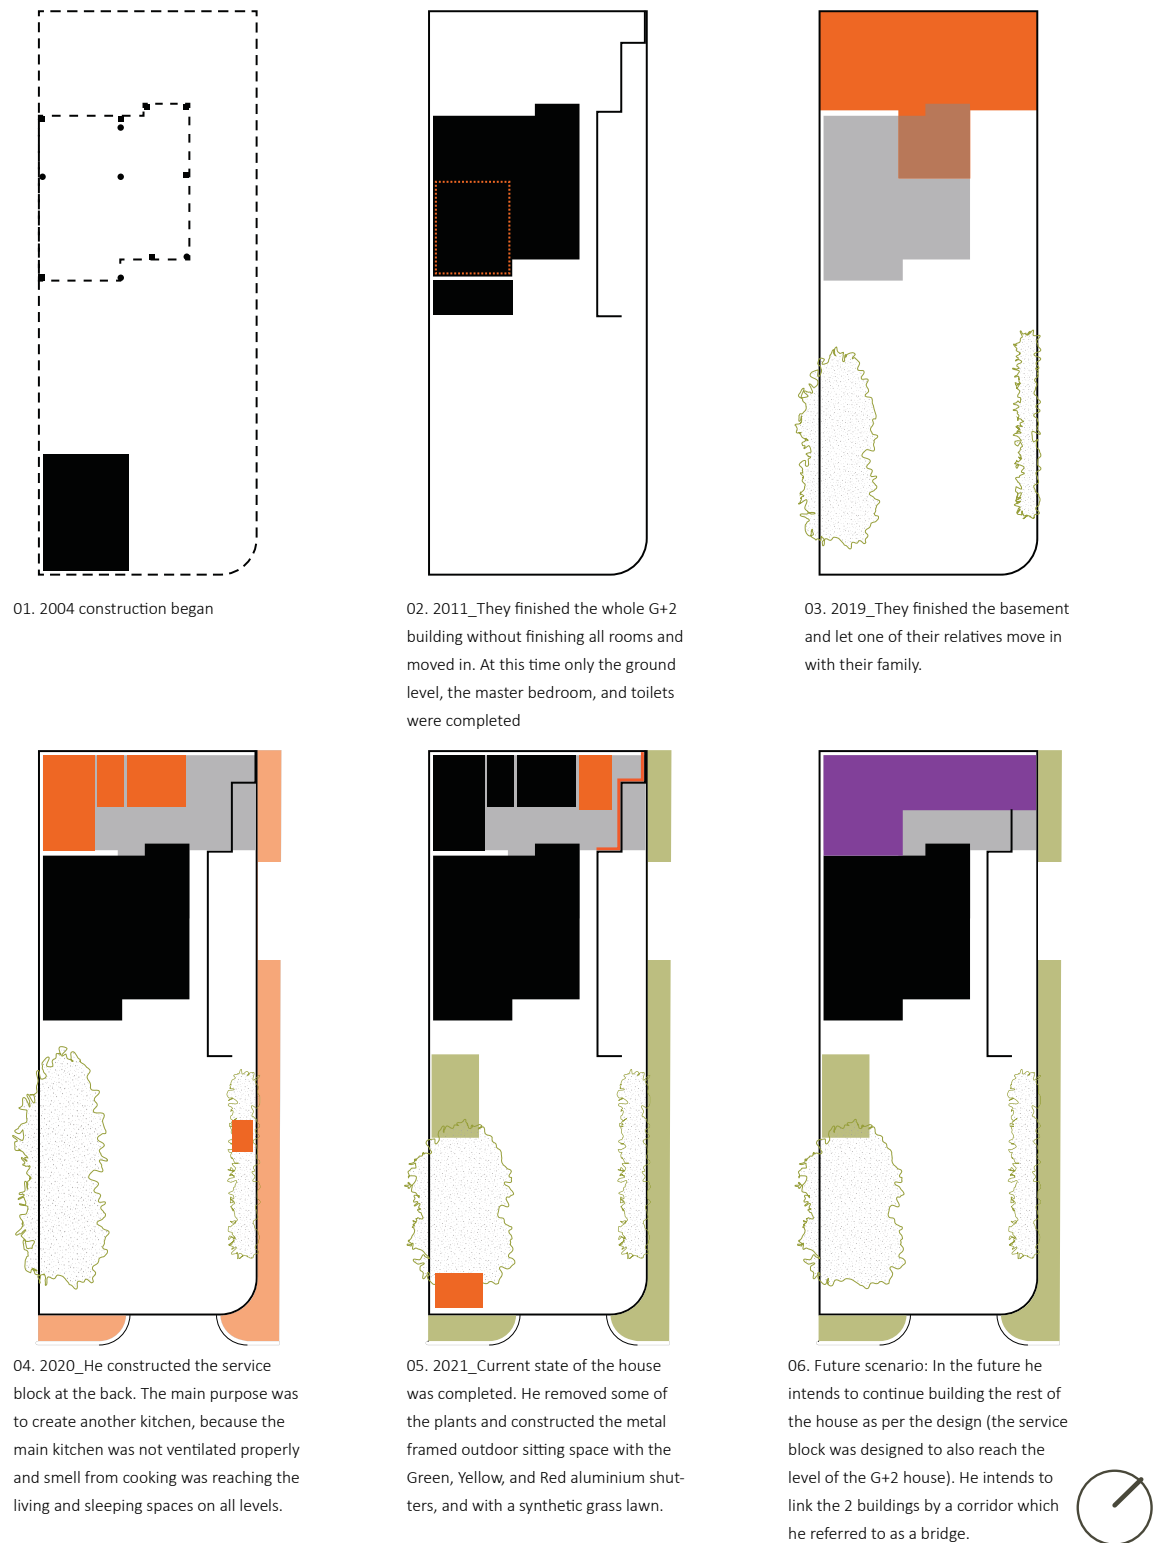 01. 2004 construction began
02. 2011_They finished the whole G+2
building without finishing all rooms and
moved in. At this time only the ground
level, the master bedroom, and toilets
were completed
03. 2019_They finished the basement
and let one of their relatives move in
with their family.
04. 2020_He constructed the service
block at the back. The main purpose was
to create another kitchen, because the
main kitchen was not ventilated properly
and smell from cooking was reaching the
living and sleeping spaces on all levels.
05. 2021_Current state of the house
was completed. He removed some of
the plants and constructed the metal
framed outdoor sitting space with the
Green, Yellow, and Red aluminium shut-
ters, and with a synthetic grass lawn.
06. Future scenario: In the future he
intends to continue building the rest of
the house as per the design (the service
block was designed to also reach the
level of the G+2 house). He intends to
link the 2 buildings by a corridor which
he referred to as a bridge.